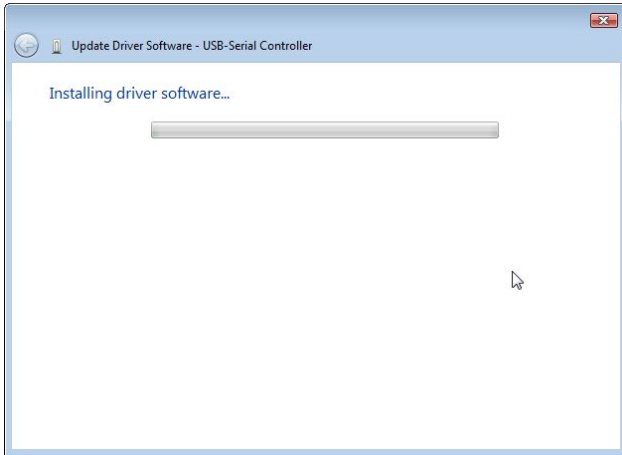 Update Driver Software - USB-Serial Controller
Installing driver software...